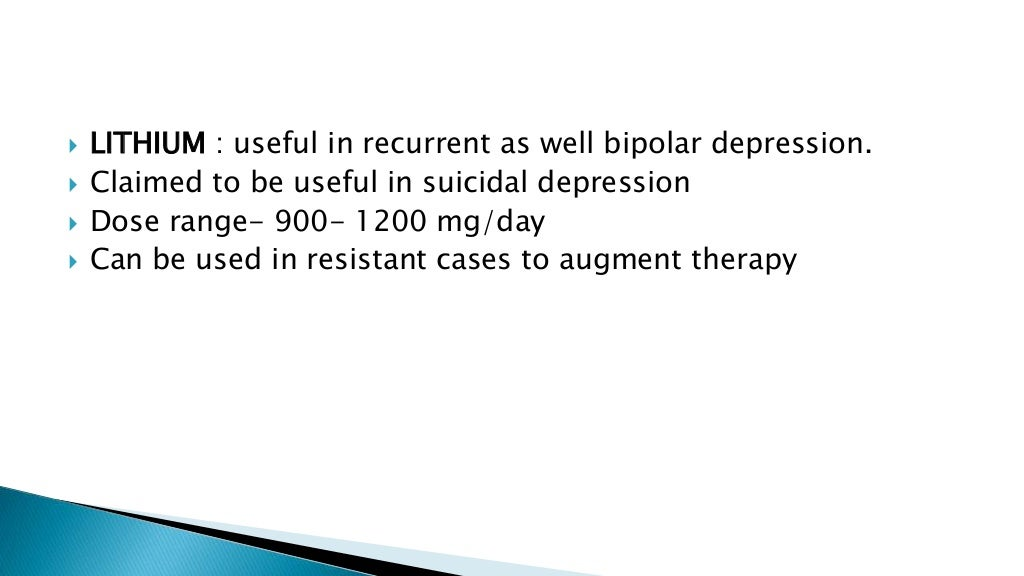 LITHIUM : useful in recurrent as well bipolar depression.
Claimed to be useful in suicidal depression
Dose range- 900- 1200 mg/day
Can be used in resistant cases to augment therapy